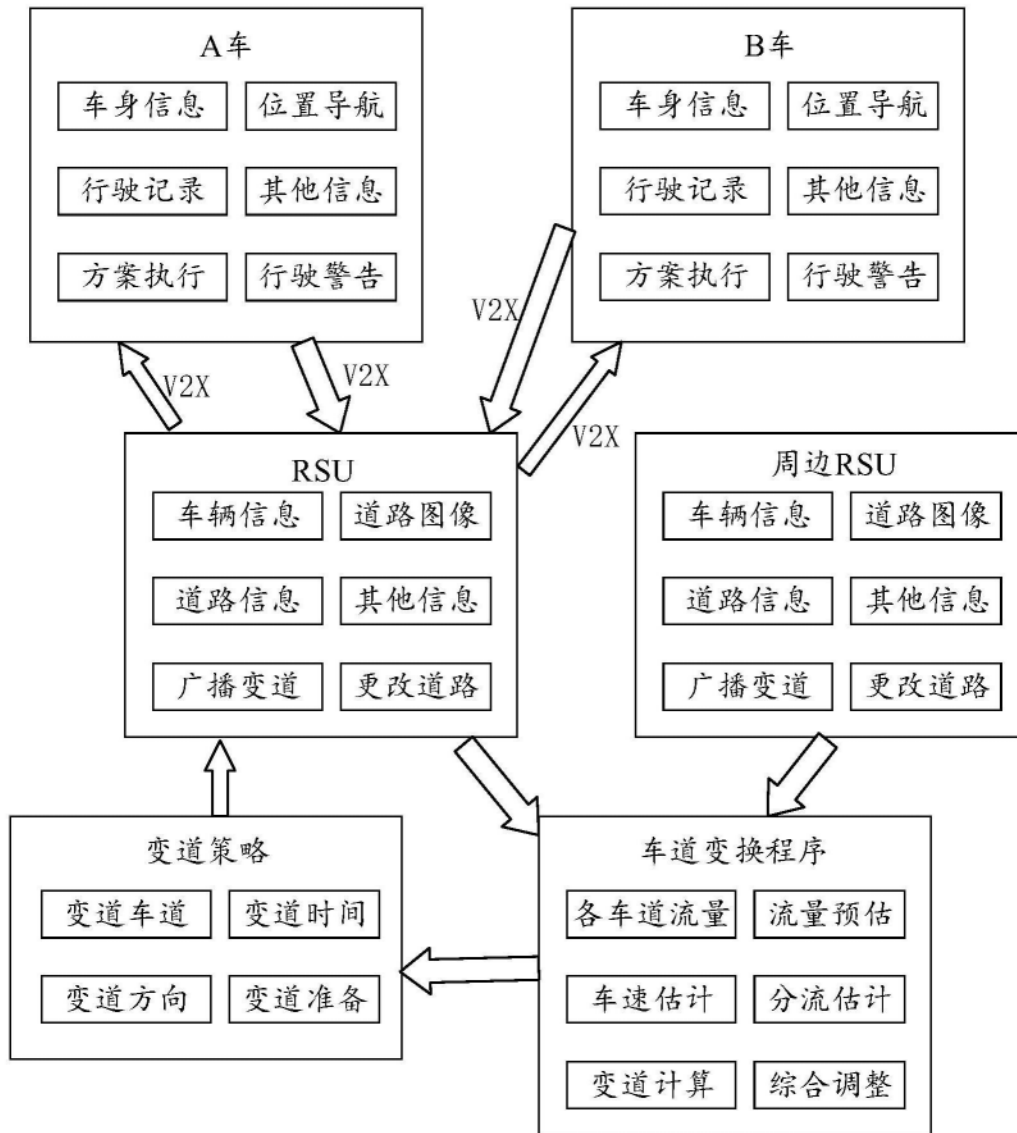 A车
车身信息
位置导航
行驶记录
其他信息
方案执行
行驶警告
B车
车身信息
位置导航
行驶记录
其他信息
方案执行
行驶警告
V2X
V2X
V2X
V2X
RSU
车辆信息
道路图像
道路信息
其他信息
广播变道
更改道路
周边RSU
车辆信息
道路图像
道路信息
其他信息
广播变道
更改道路
变道策略
变道车道
变道时间
变道方向
变道准备
车道变换程序
各车道流量
流量预估
车速估计
分流估计
变道计算
综合调整